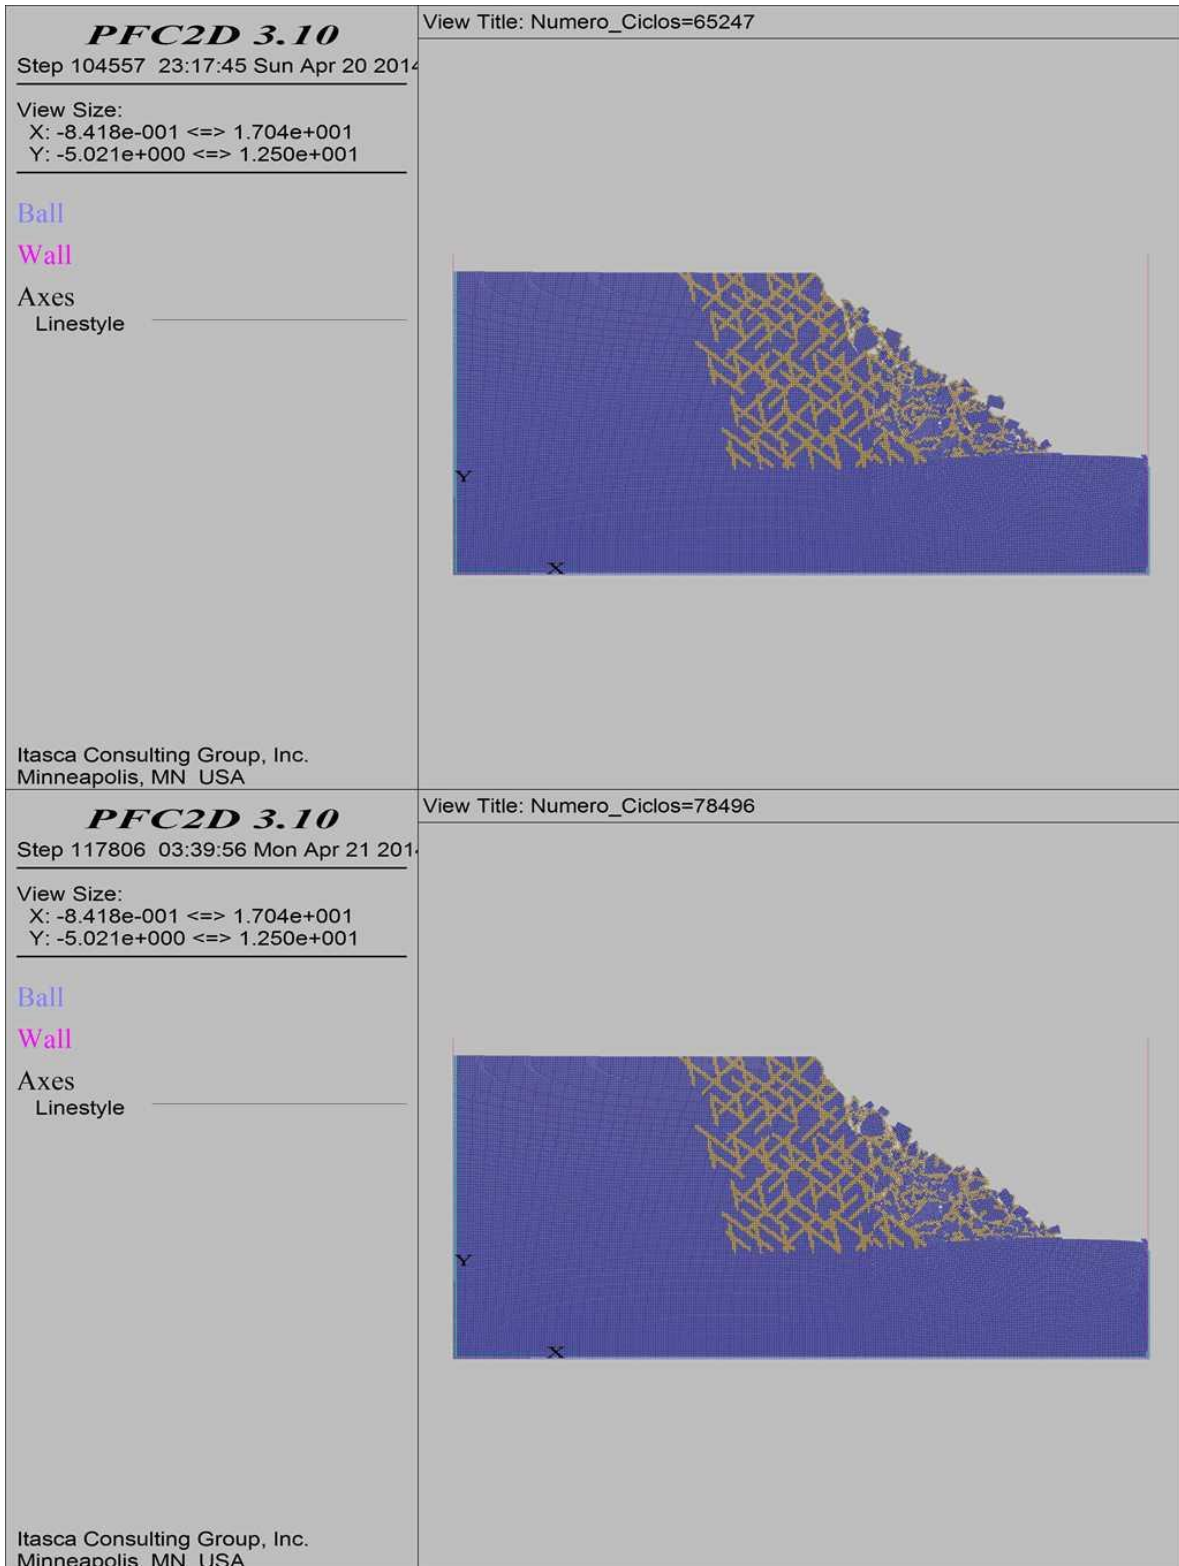 PFC2D 3.10
Step 104557  23:17:45 Sun Apr 20 2014
View Size:
X: -8.418e-001 <=> 1.704e+001
Y: -5.021e+000 <=> 1.250e+001
Ball
Wall
Axes
Linestyle
Itasca Consulting Group, Inc.
Minneapolis, MN  USA
View Title: Numero_Ciclos=65247
Y
X
PFC2D 3.10
Step 117806  03:39:56 Mon Apr 21 201
View Size:
X: -8.418e-001 <=> 1.704e+001
Y: -5.021e+000 <=> 1.250e+001
Ball
Wall
Axes
Linestyle
Itasca Consulting Group, Inc.
Minneapolis, MN  USA
View Title: Numero_Ciclos=78496
Y
X